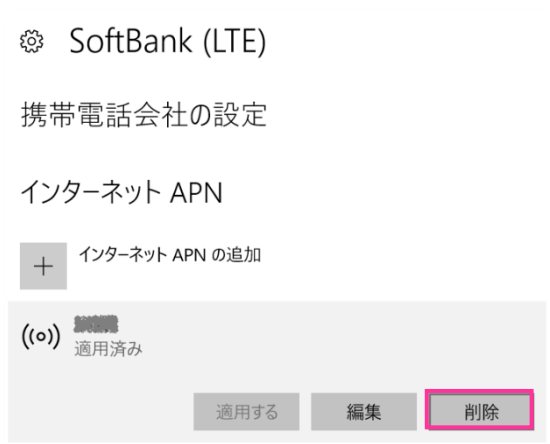 SoftBank (LTE)
携帯電話会社の設定
インターネット APN
インターネット APN の追加
適用済み
適用する
編集
削除